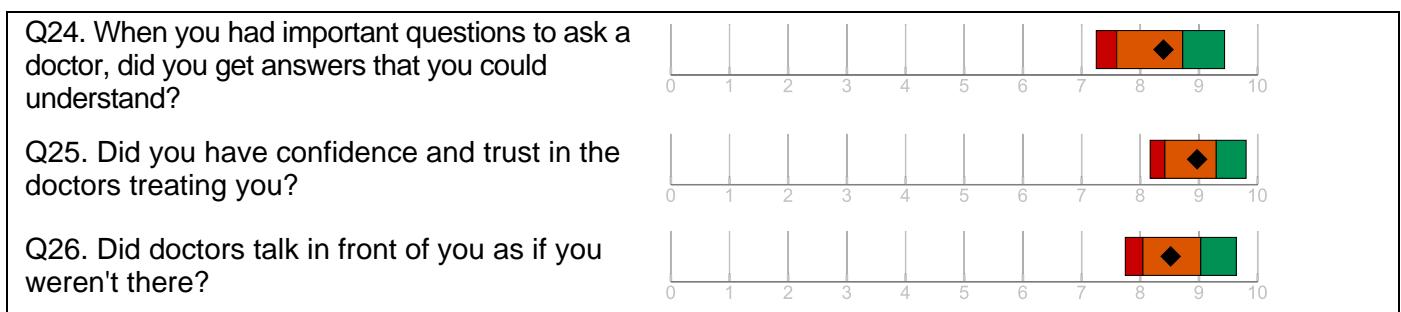 Q24. When you had important questions to ask a
doctor, did you get answers that you could
understand?
0 1 2 3 4 5 6 7 8 9 10
Q25. Did you have confidence and trust in the
doctors treating you?
0 1 2 3 4 5 6 7 8 9 10
Q26. Did doctors talk in front of you as if you
weren't there?
0 1 2 3 4 5 6 7 8 9 10